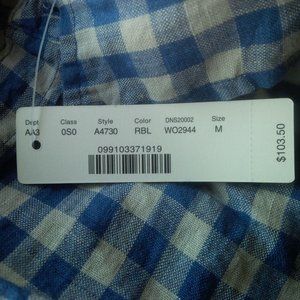 Dept Class Style Color DNS20002 Size
AA3 0S0 A4730 RBL WO2944 M
099103371919
$103.50